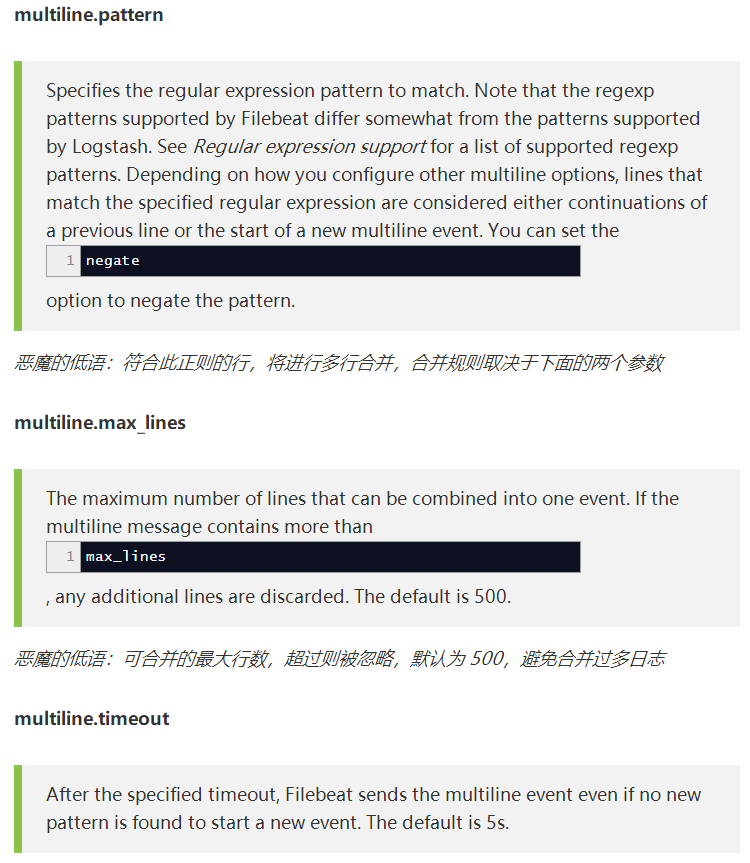 multiline.pattern
Specifies the regular expression pattern to match. Note that the regexp
patterns supported by Filebeat differ somewhat from the patterns supported
by Logstash. See Regular expression support for a list of supported regexp
patterns. Depending on how you configure other multiline options, lines that
match the specified regular expression are considered either continuations of
a previous line or the start of a new multiline event. You can set the
1 negate
option to negate the pattern.
恶魔的低语：符合此正则的行，将进行多行合并，合并规则取决于下面的两个参数
multiline.max_lines
The maximum number of lines that can be combined into one event. If the
multiline message contains more than
1 max_lines
, any additional lines are discarded. The default is 500.
恶魔的低语：可合并的最大行数，超过则被忽略，默认为 500，避免合并过多日志
multiline.timeout
After the specified timeout, Filebeat sends the multiline event even if no new
pattern is found to start a new event. The default is 5s.